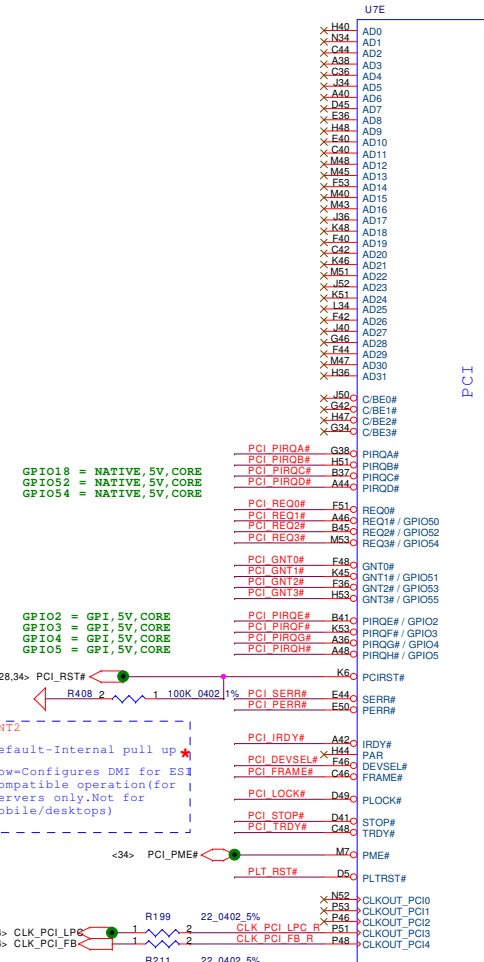 U7E
H40 AD0
N34 AD1
C44 AD2
A38 AD3
C36 AD4
J34 AD5
A40 AD6
D45 AD7
E36 AD8
H48 AD9
E40 AD10
C40 AD11
M48 AD12
M45 AD13
F53 AD14
M40 AD15
M43 AD16
J36 AD17
K48 AD18
F40 AD19
C42 AD20
K46 AD21
M51 AD22
J52 AD23
K51 AD24
L34 AD25
F42 AD26
J40 AD27
G46 AD28
F44 AD29
M47 AD30
H36 AD31
PCI
J50 C/BE0#
G42 C/BE1#
H47 C/BE2#
G34 C/BE3#
PCI_PIRQA# G38 PIRQA#
PCI_PIRQB# H51 PIRQB#
GPIO18 = NATIVE,5V,CORE PCI_PIRQC# B37 PIRQC#
GPIO52 = NATIVE,5V,CORE PCI_PIRQD# A44 PIRQD#
GPIO54 = NATIVE,5V,CORE
PCI_REQ0# F51 REQ0#
PCI_REQ1# A46 REQ1# / GPIO50
PCI_REQ2# B45 REQ2# / GPIO52
PCI_REQ3# M53 REQ3# / GPIO54
PCI_GNT0# F48 GNT0#
PCI_GNT1# K45 GNT1# / GPIO51
PCI_GNT2# F36 GNT2# / GPIO53
PCI_GNT3# H53 GNT3# / GPIO55
GPIO2 = GPI,5V,CORE PCI_PIRQE# B41 PIRQE# / GPIO2
GPIO3 = GPI,5V,CORE PCI_PIRQF# K53 PIRQF# / GPIO3
GPIO4 = GPI,5V,CORE PCI_PIRQG# A36 PIRQG# / GPIO4
GPIO5 = GPI,5V,CORE PCI_PIRQH# A48 PIRQH# / GPIO5
28,34> PCI_RST# K6 PCIRST#
R408 2 1 100K_0402_1% PCI_SERR# E44 SERR#
PCI_PERR# E50 PERR#
NT2
efault-Internal pull up *
ow=Configures DMI for ESI
ompatible operation(for
ervers only.Not for
obile/desktops)
PCI_IRDY# A42 IRDY#
H44 PAR
PCI_DEVSEL# F46 DEVSEL#
PCI_FRAME# C46 FRAME#
PCI_LOCK# D49 PLOCK#
PCI_STOP# D41 STOP#
PCI_TRDY# C48 TRDY#
<34> PCI_PME# M7 PME#
PLT_RST# D5 PLTRST#
N52 CLKOUT_PCI0
P53 CLKOUT_PCI1
R199 22_0402_5% P46 CLKOUT_PCI2
> CLK_PCI_LPC 1 2 CLK_PCI_LPC_R P51 CLKOUT_PCI3
> CLK_PCI_FB 1 2 CLK_PCI_FB_R P48 CLKOUT_PCI4
R211 22_0402_5%